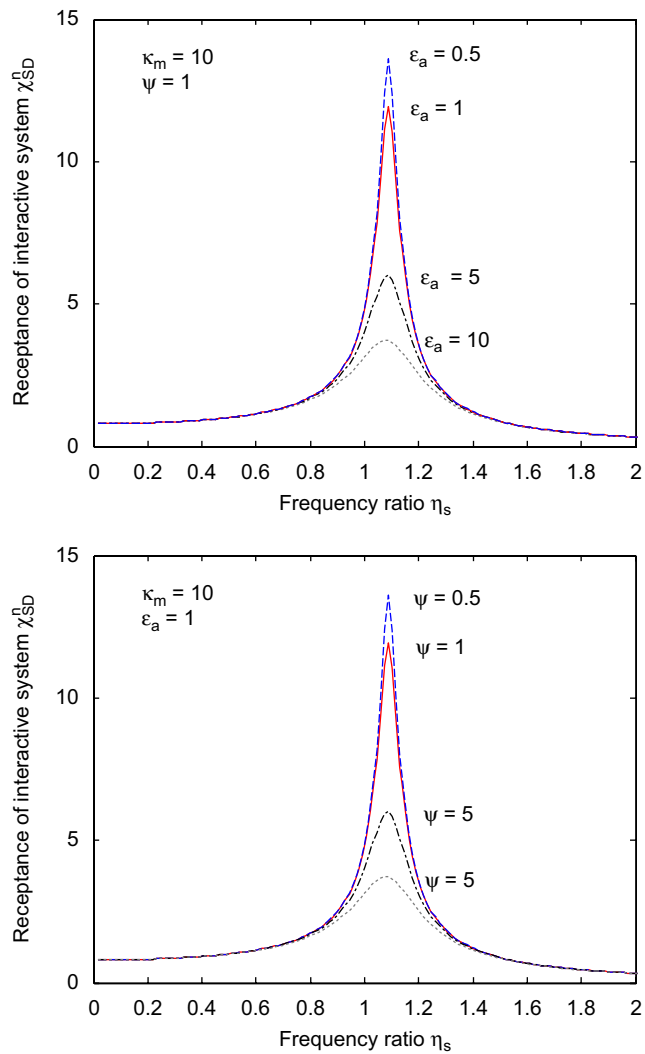 15
10
5
0
Receptance of interactive system χⁿSD
κm = 10
ψ = 1
εa = 0.5
εa = 1
εa = 5
εa = 10
0 0.2 0.4 0.6 0.8 1 1.2 1.4 1.6 1.8 2
Frequency ratio ηs
15
10
5
0
Receptance of interactive system χⁿSD
κm = 10
εa = 1
ψ = 0.5
ψ = 1
ψ = 5
ψ = 5
0 0.2 0.4 0.6 0.8 1 1.2 1.4 1.6 1.8 2
Frequency ratio ηs